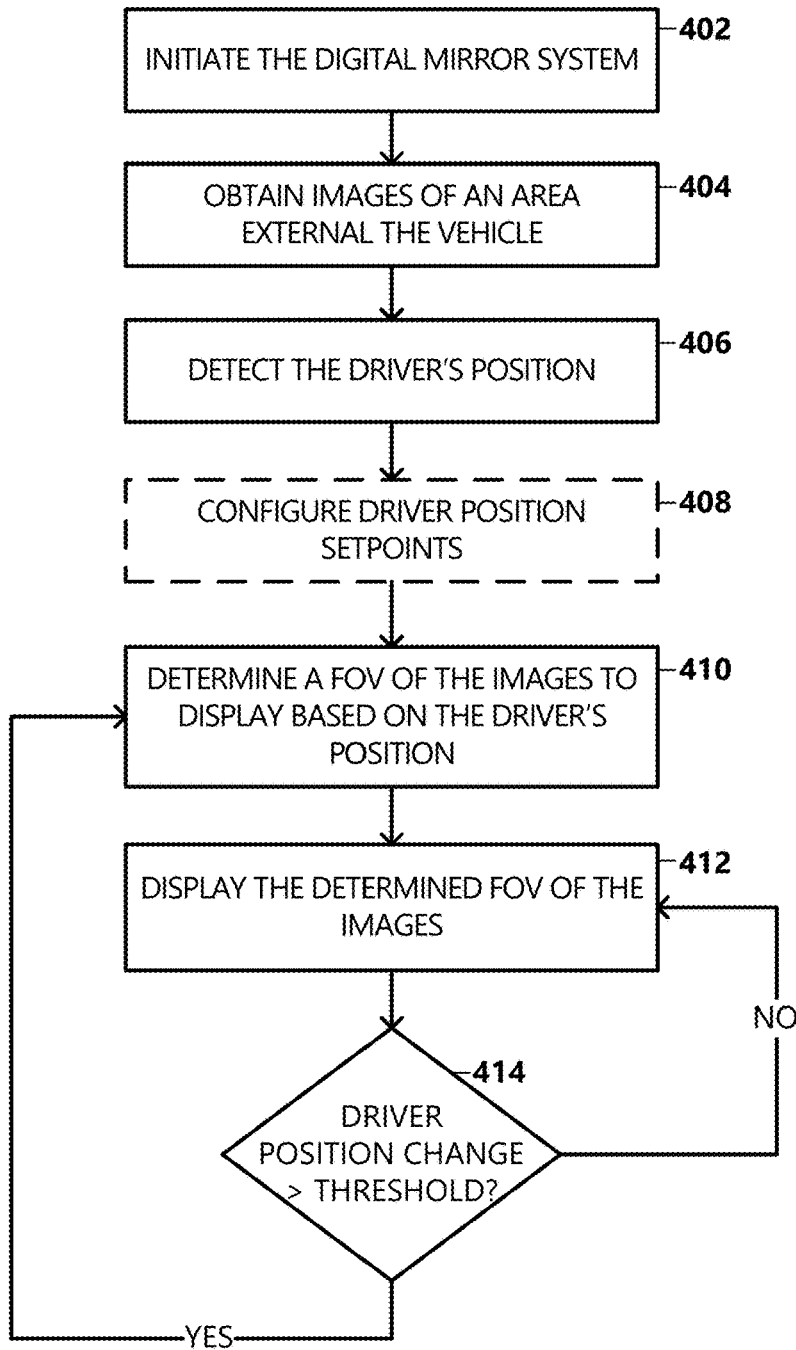 INITIATE THE DIGITAL MIRROR SYSTEM
402
OBTAIN IMAGES OF AN AREA
EXTERNAL THE VEHICLE
404
DETECT THE DRIVER'S POSITION
406
CONFIGURE DRIVER POSITION
SETPOINTS
408
DETERMINE A FOV OF THE IMAGES TO
DISPLAY BASED ON THE DRIVER'S
POSITION
410
DISPLAY THE DETERMINED FOV OF THE
IMAGES
412
NO
414
DRIVER
POSITION CHANGE
> THRESHOLD?
YES